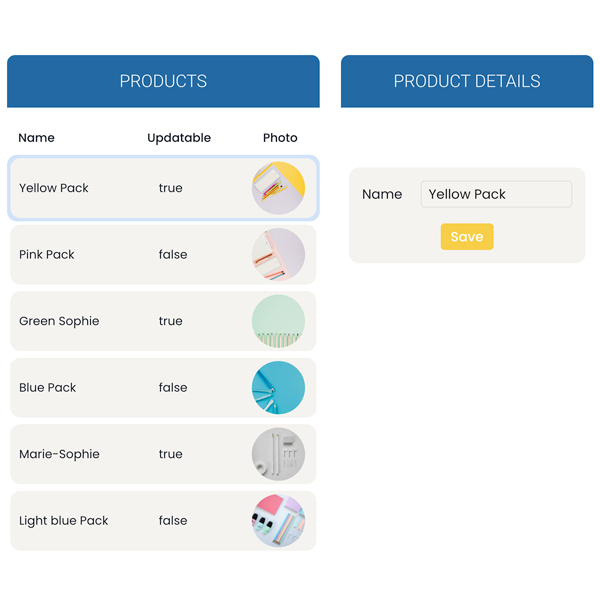 PRODUCTS
Name Updatable Photo
Yellow Pack true
Pink Pack false
Green Sophie true
Blue Pack false
Marie-Sophie true
Light blue Pack false
PRODUCT DETAILS
Name Yellow Pack
Save